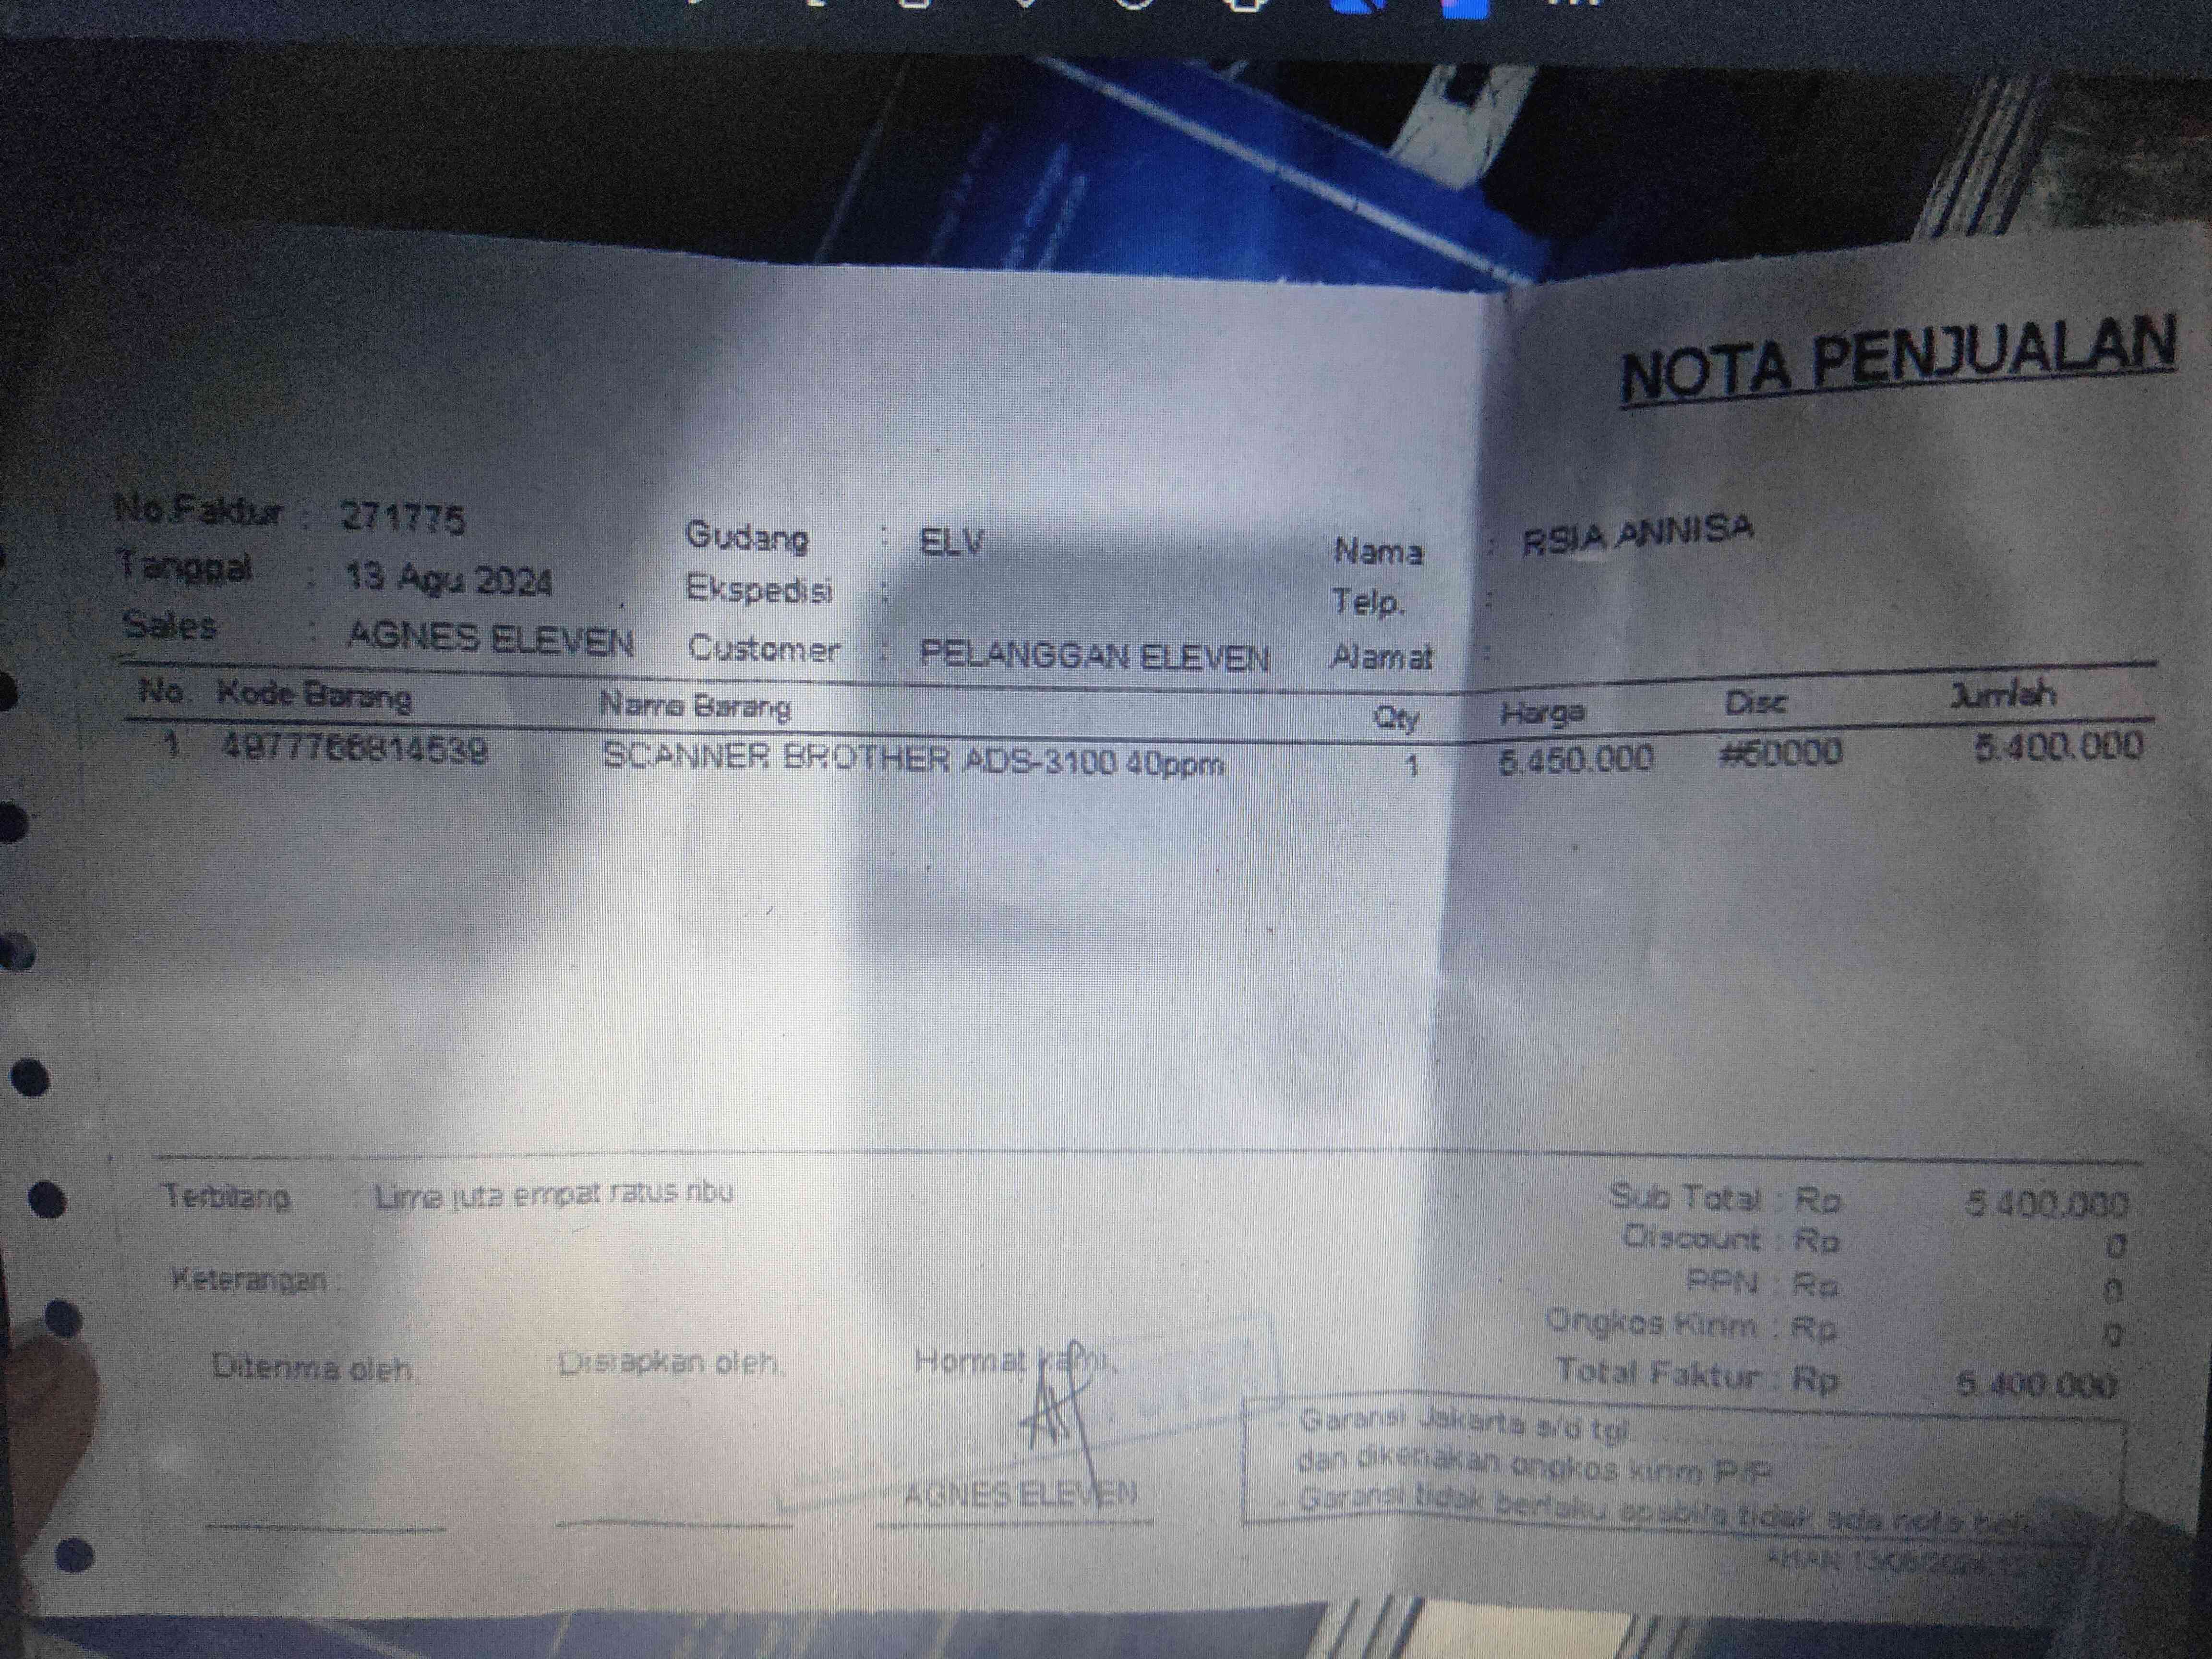 NOTA PENJUALAN
No.Faktur : 271775 Gudang : ELV Nama : RSIA ANNISA
Tanggal : 13 Agu 2024 Ekspedisi : Telp. :
Sales : AGNES ELEVEN Customer : PELANGGAN ELEVEN Alamat :
No. Kode Barang Nama Barang Qty Harga Disc Jumlah
1 4977766814539 SCANNER BROTHER ADS-3100 40ppm 1 5.450.000 #50000 5.400.000
Terbilang : Lima juta empat ratus ribu Sub Total : Rp 5.400.000
Discount : Rp 0
Keterangan : PPN : Rp 0
Ongkos Kirim : Rp 0
Diterima oleh, Disiapkan oleh, Hormat kami, Total Faktur : Rp 5.400.000
Garansi Jakarta s/d tgl
dan dikenakan ongkos kirim P/P
AGNES ELEVEN Garansi tidak berlaku apabila tidak ada nota